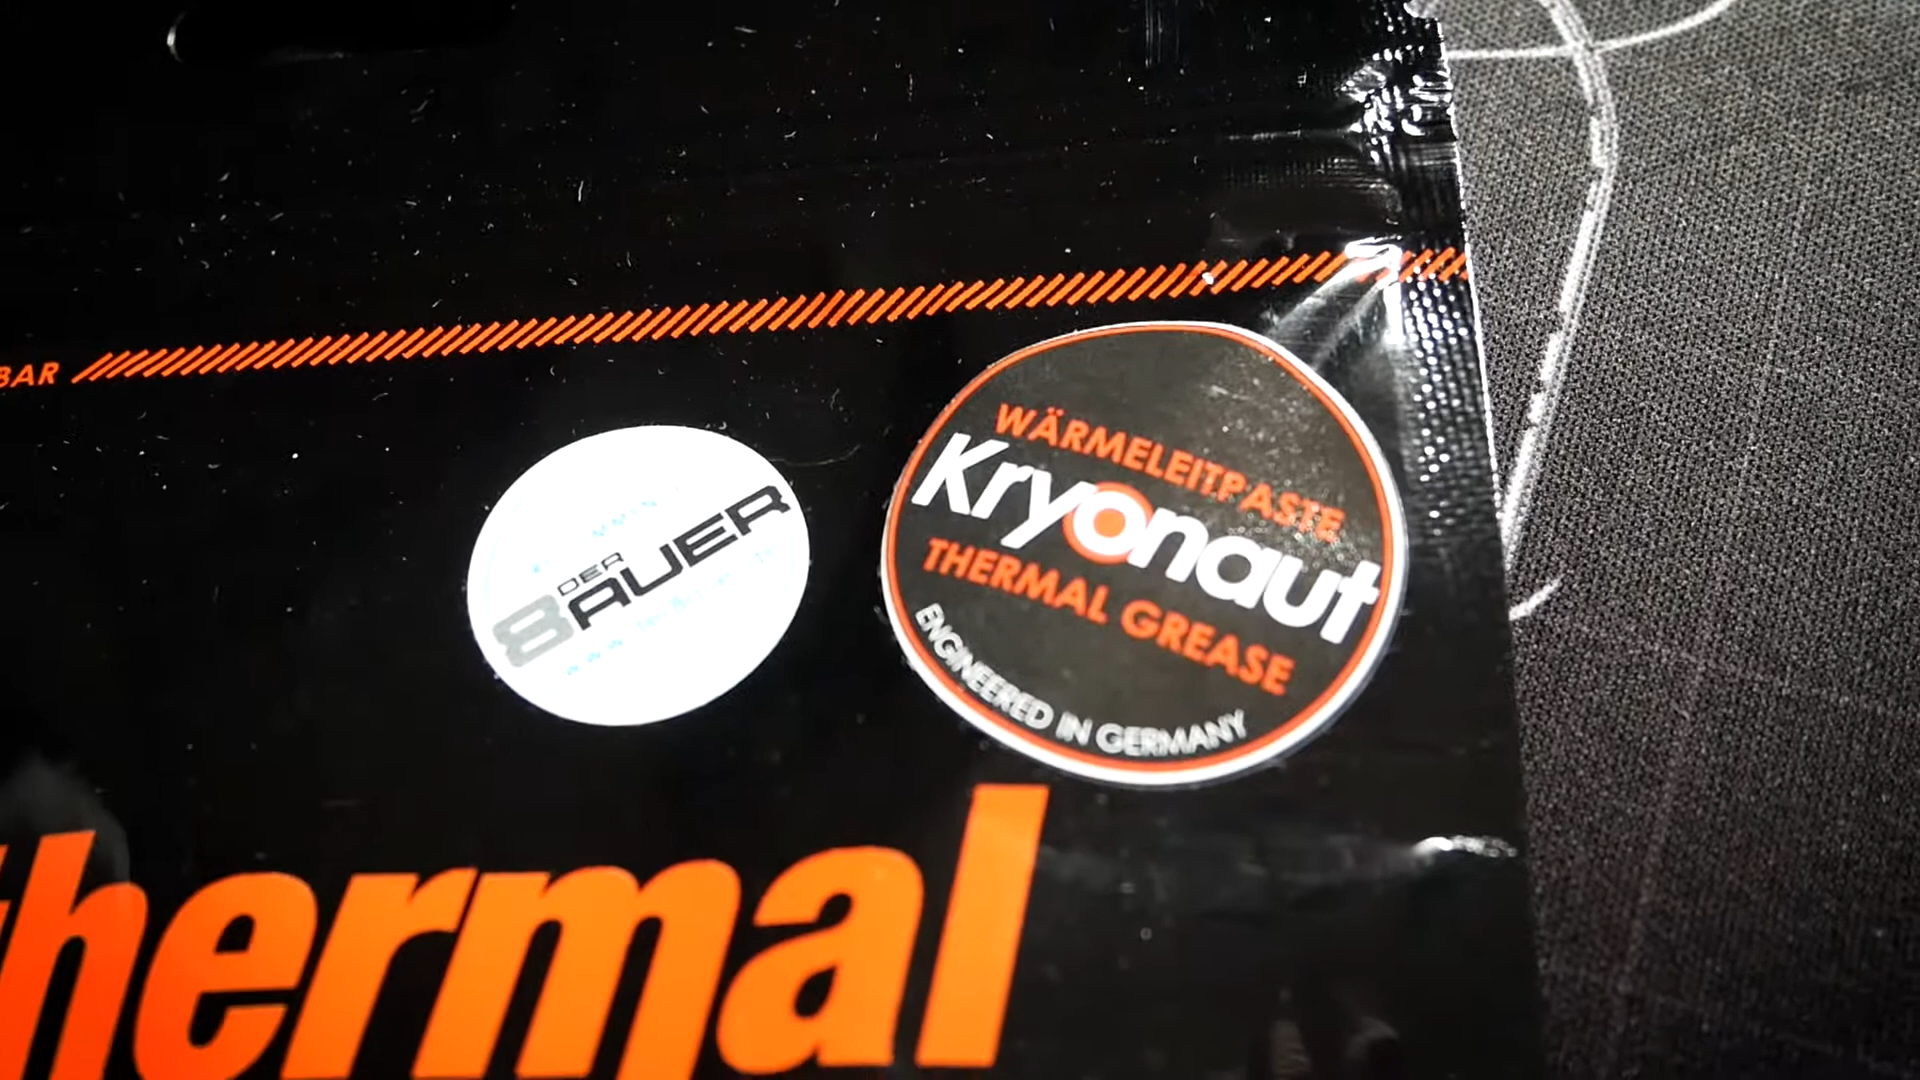 BAR
DER
8AUER
WÄRMELEITPASTE
Kryonaut
THERMAL GREASE
ENGINEERED IN GERMANY
thermal